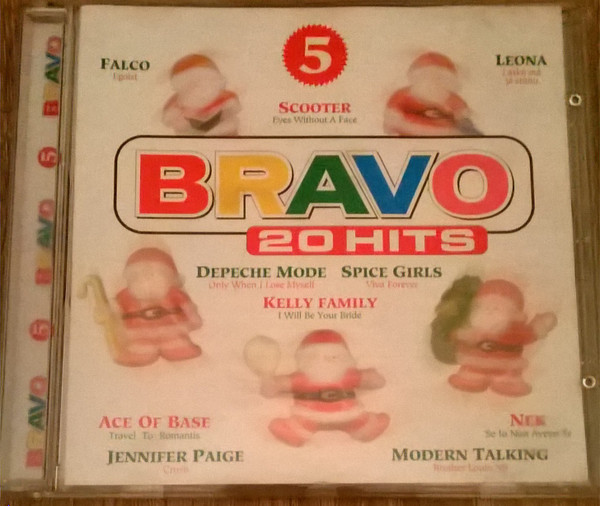 5
FALCO
Egoist
LEONA
SCOOTER
Eyes Without A Face
BRAVO
20 HITS
DEPECHE MODE
Only When I Lose Myself
SPICE GIRLS
Viva Forever
KELLY FAMILY
I Will Be Your Bride
ACE OF BASE
Travel To Romantis
NEK
JENNIFER PAIGE
Crush
MODERN TALKING
BRAVO
5
BRAVO
5
BRAVO